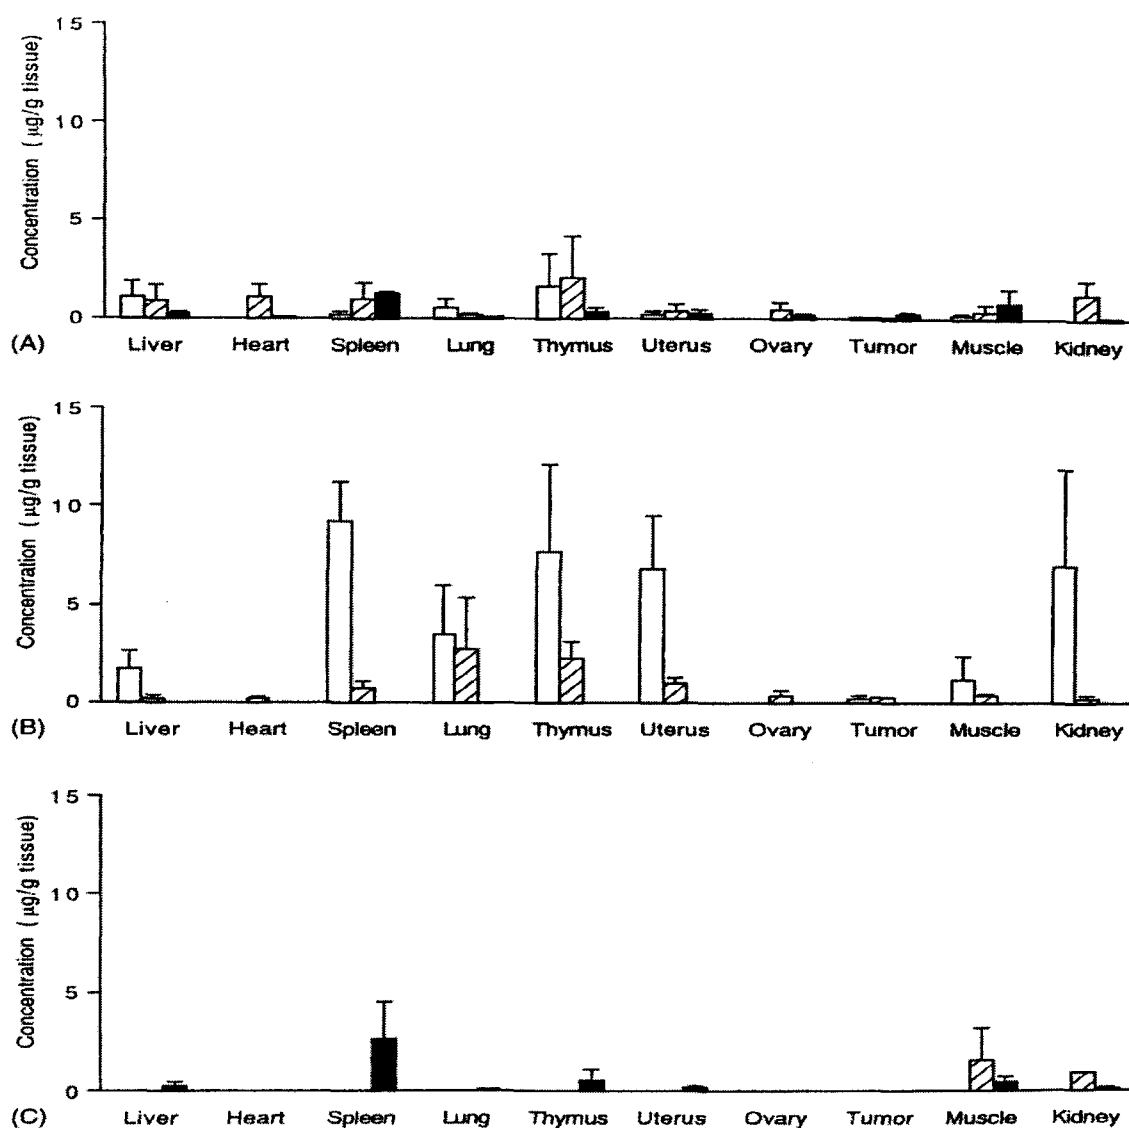 15
10
5
0
Concentration (μg/g tissue)
(A)
Liver Heart Spleen Lung Thymus Uterus Ovary Tumor Muscle Kidney
15
10
5
0
Concentration (μg/g tissue)
(B)
Liver Heart Spleen Lung Thymus Uterus Ovary Tumor Muscle Kidney
15
10
5
0
Concentration (μg/g tissue)
(C)
Liver Heart Spleen Lung Thymus Uterus Ovary Tumor Muscle Kidney